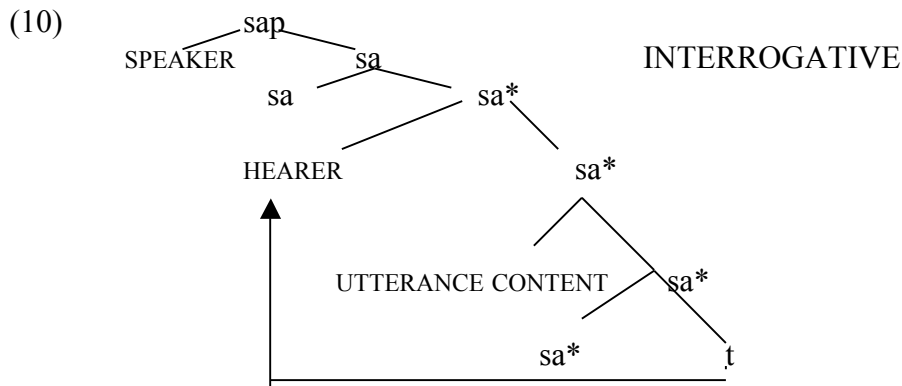 (10) sap
SPEAKER sa INTERROGATIVE
sa sa*
HEARER sa*
UTTERANCE CONTENT sa*
sa* t